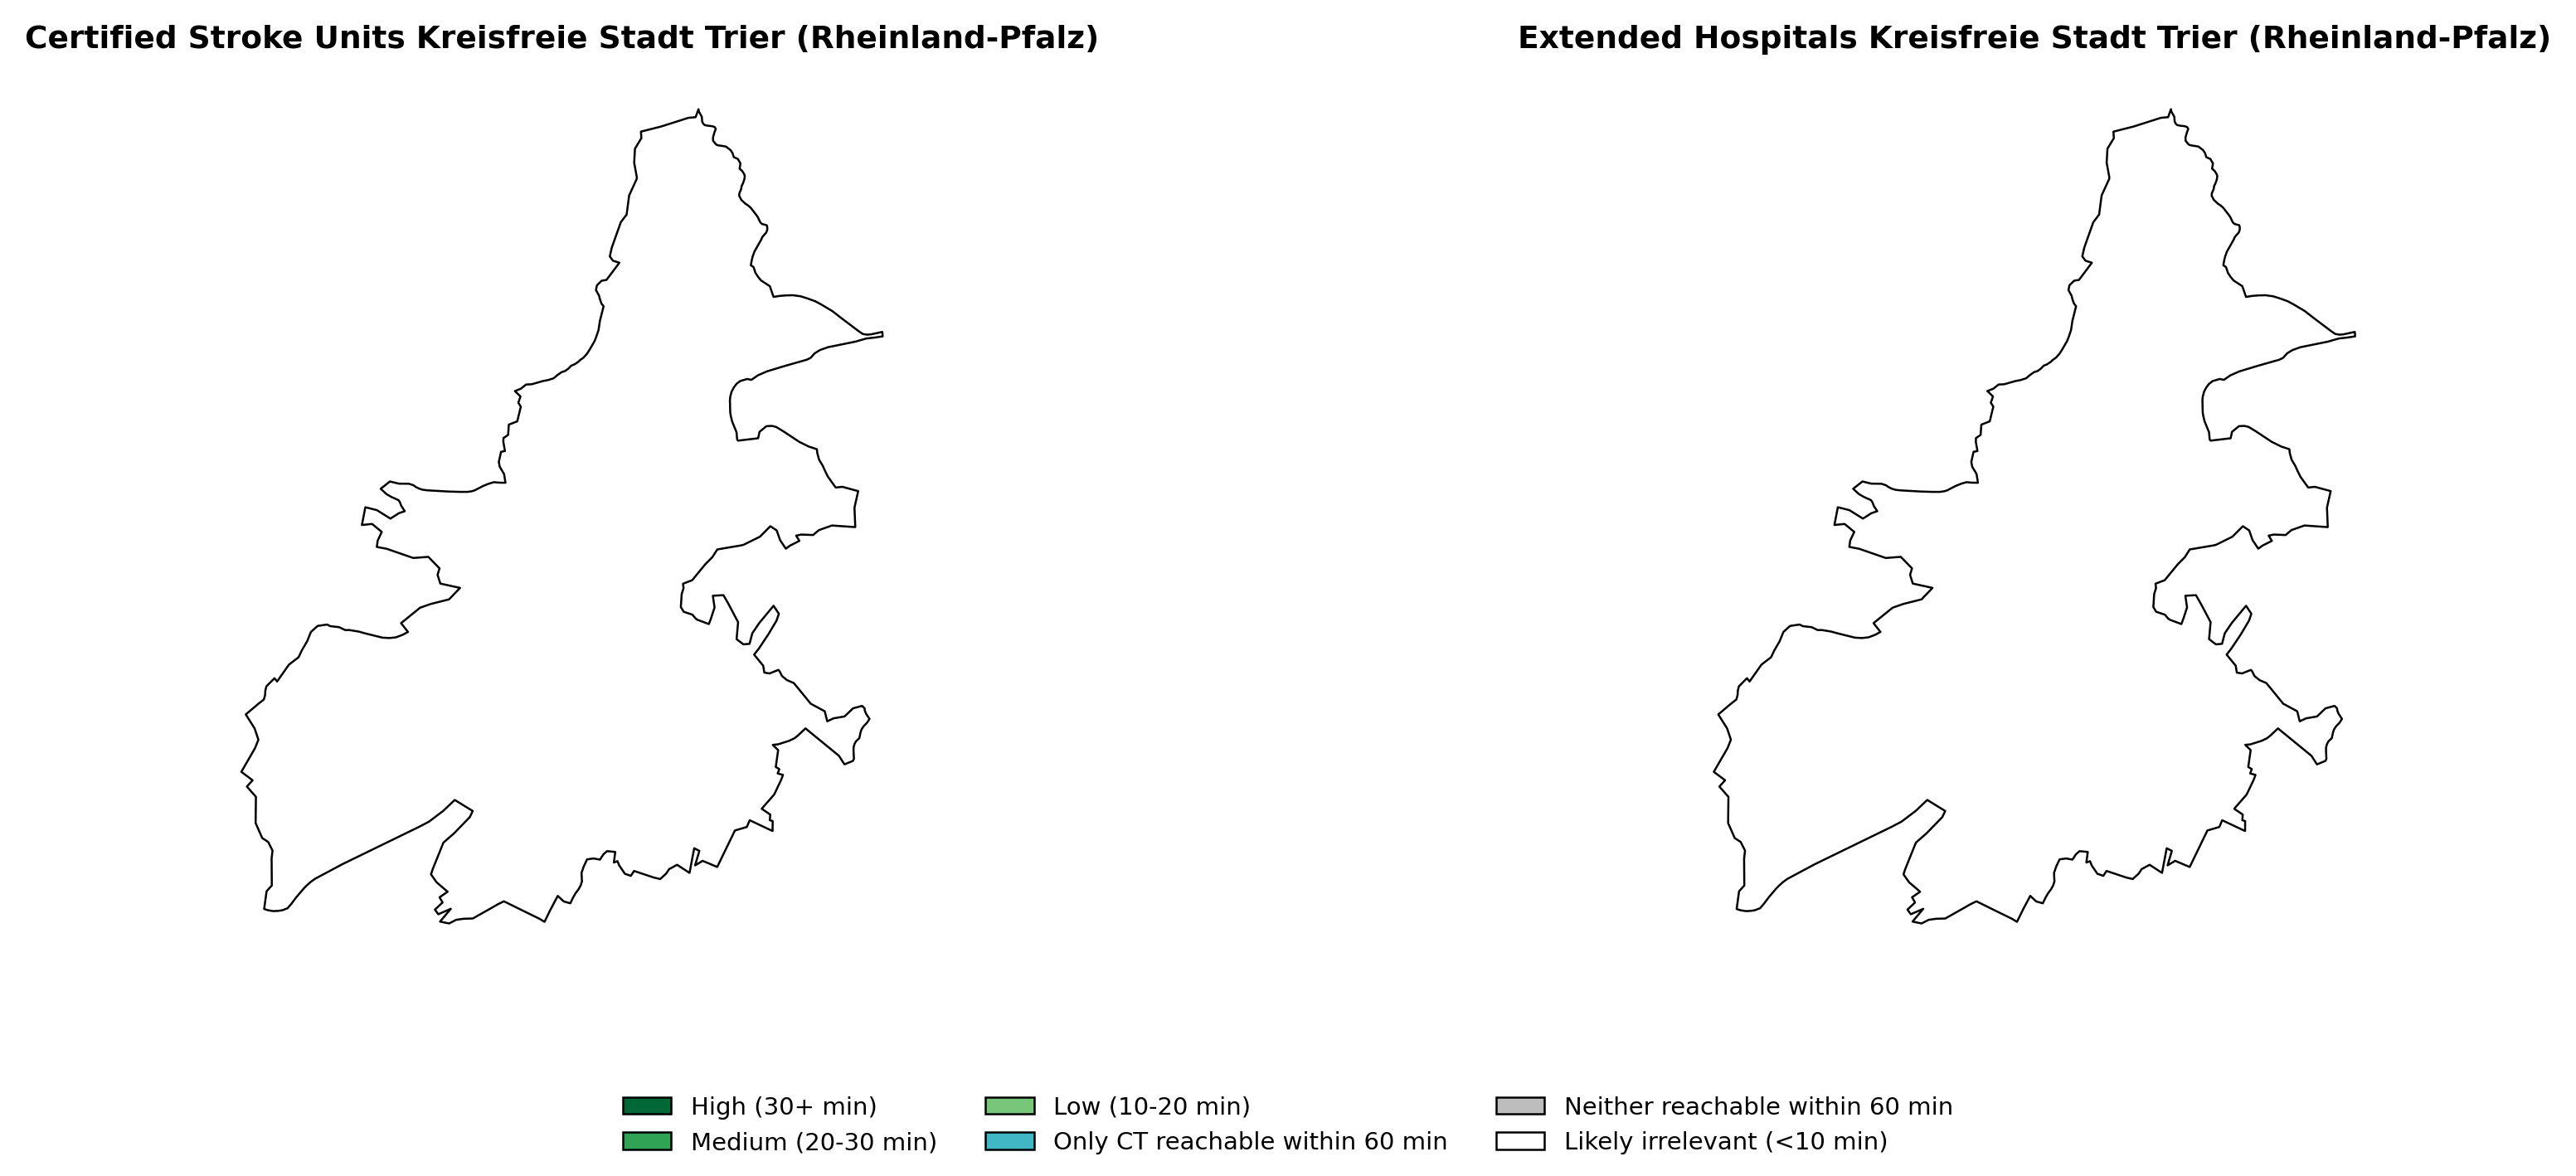 Certified Stroke Units Kreisfreie Stadt Trier (Rheinland-Pfalz)
Extended Hospitals Kreisfreie Stadt Trier (Rheinland-Pfalz)
High (30+ min)
Medium (20-30 min)
Low (10-20 min)
Only CT reachable within 60 min
Neither reachable within 60 min
Likely irrelevant (<10 min)